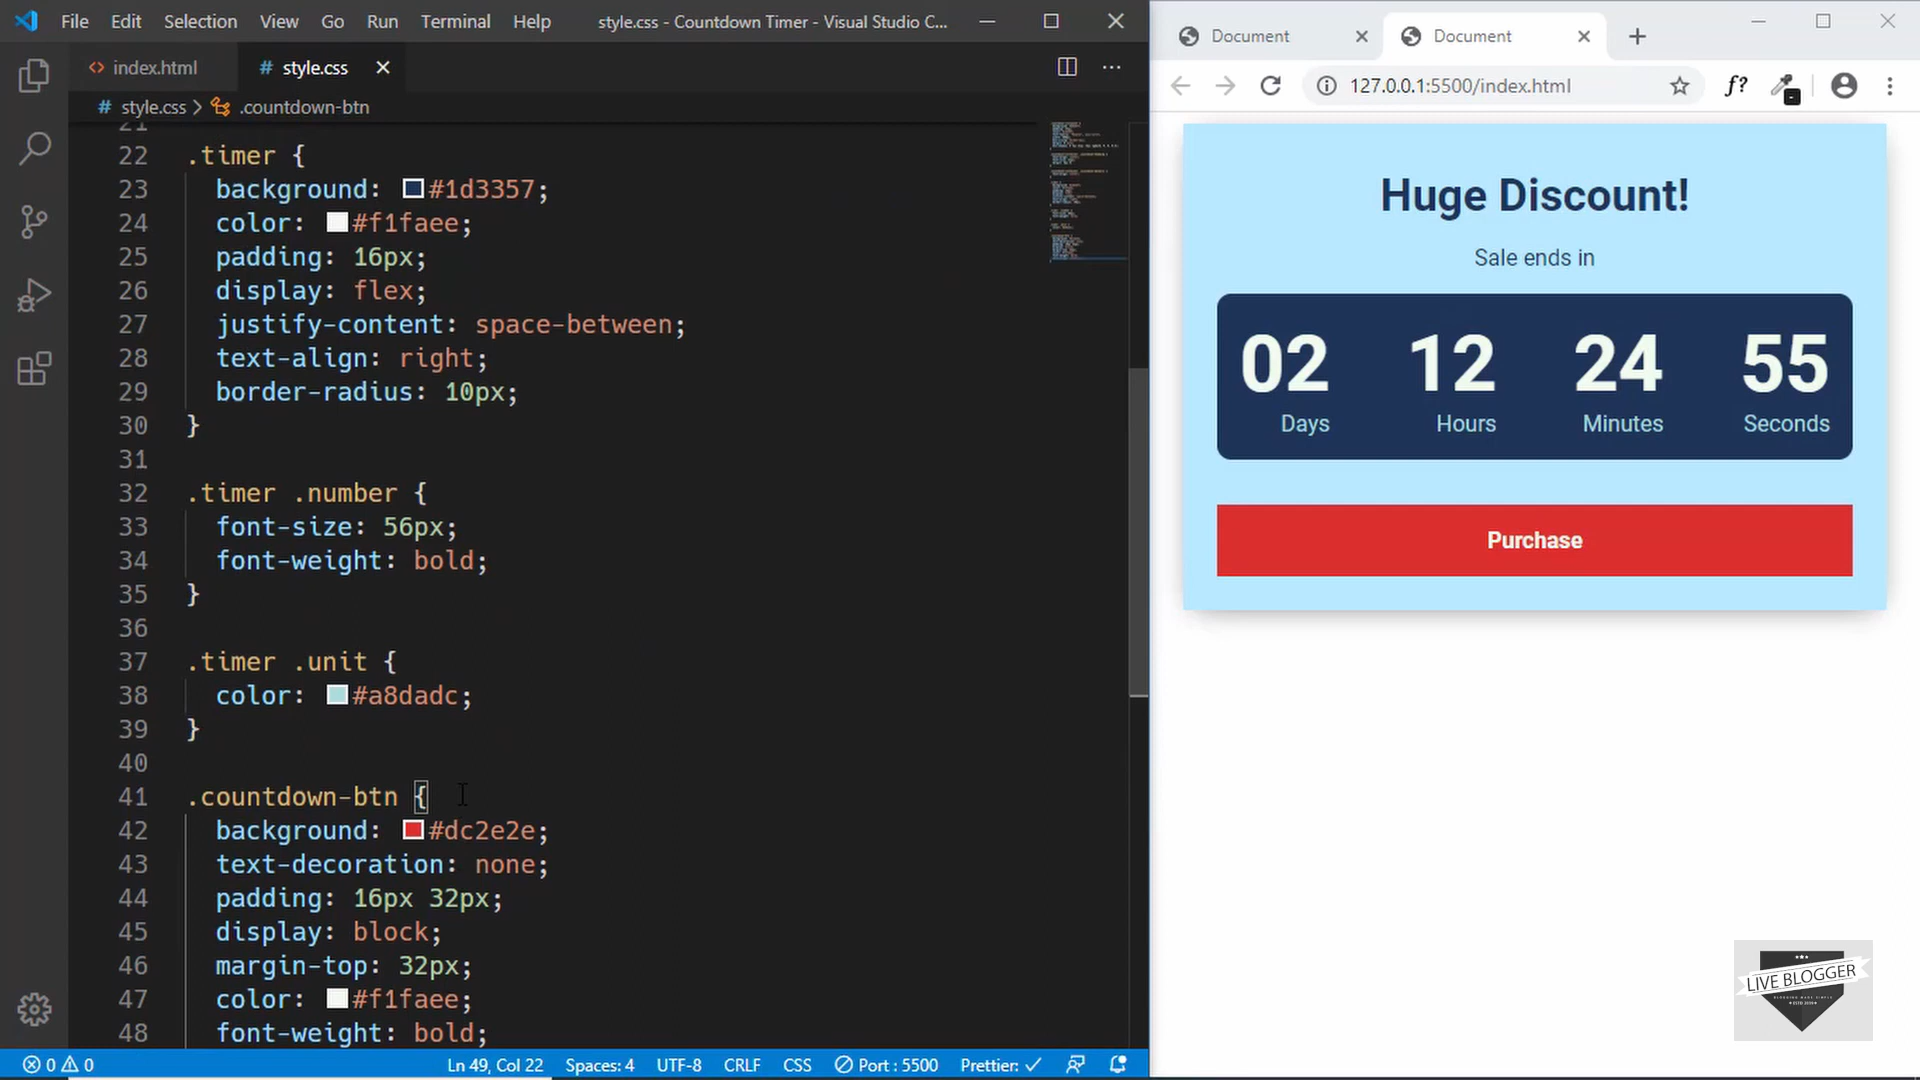 File Edit Selection View Go Run Terminal Help style.css - Countdown Timer - Visual Studio C...
index.html
style.css
style.css > .countdown-btn
21
22 .timer {
23 background: #1d3357;
24 color: #f1faee;
25 padding: 16px;
26 display: flex;
27 justify-content: space-between;
28 text-align: right;
29 border-radius: 10px;
30 }
31
32 .timer .number {
33 font-size: 56px;
34 font-weight: bold;
35 }
36
37 .timer .unit {
38 color: #a8dadc;
39 }
40
41 .countdown-btn {
42 background: #dc2e2e;
43 text-decoration: none;
44 padding: 16px 32px;
45 display: block;
46 margin-top: 32px;
47 color: #f1faee;
48 font-weight: bold;
0 0 Ln 49, Col 22 Spaces: 4 UTF-8 CRLF CSS Port : 5500 Prettier: ✓
Document
Document
127.0.0.1:5500/index.html
f?
Huge Discount!
Sale ends in
02 12 24 55
Days Hours Minutes Seconds
Purchase
LIVE BLOGGER